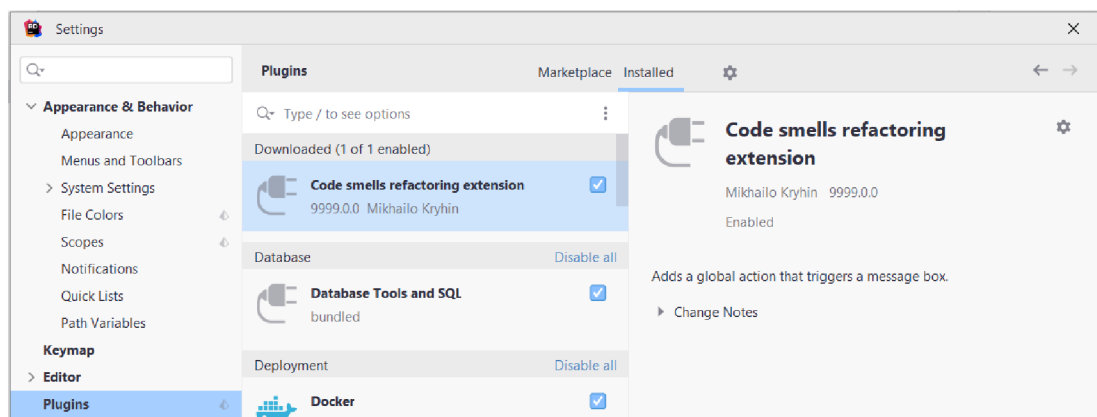 Settings
Plugins
Marketplace
Installed
Appearance & Behavior
Appearance
Menus and Toolbars
System Settings
File Colors
Scopes
Notifications
Quick Lists
Path Variables
Keymap
Editor
Plugins
Type / to see options
Downloaded (1 of 1 enabled)
Code smells refactoring extension
9999.0.0 Mikhailo Kryhin
Database
Disable all
Database Tools and SQL
bundled
Deployment
Disable all
Docker
Code smells refactoring
extension
Mikhailo Kryhin 9999.0.0
Enabled
Adds a global action that triggers a message box.
Change Notes